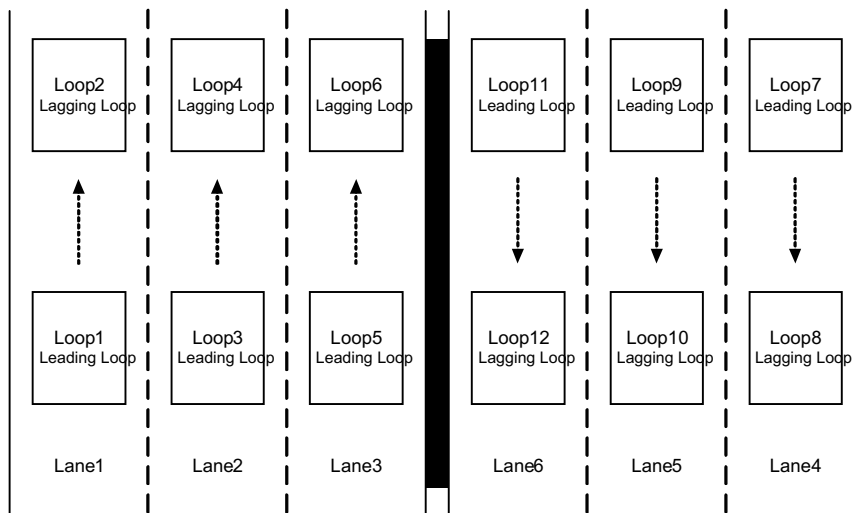 Loop2
Lagging Loop
Loop4
Lagging Loop
Loop6
Lagging Loop
Loop11
Leading Loop
Loop9
Leading Loop
Loop7
Leading Loop
Loop1
Leading Loop
Loop3
Leading Loop
Loop5
Leading Loop
Loop12
Lagging Loop
Loop10
Lagging Loop
Loop8
Lagging Loop
Lane1
Lane2
Lane3
Lane6
Lane5
Lane4